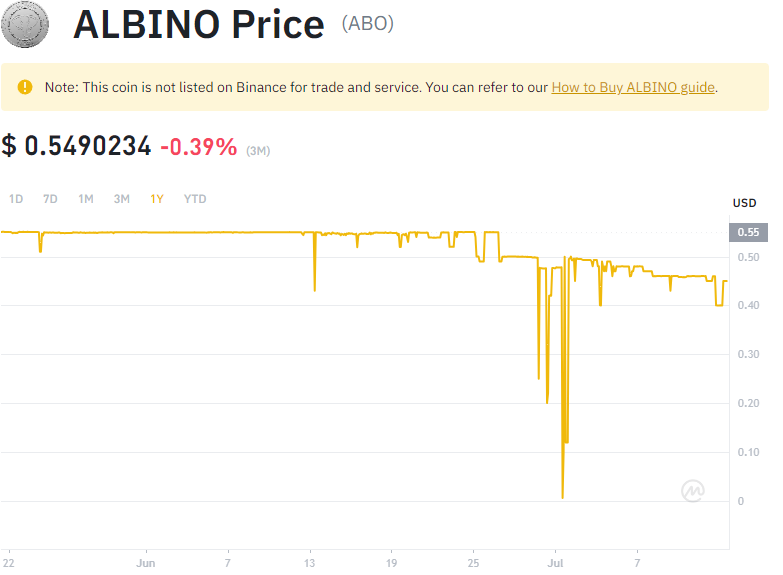 ALBINO Price (ABO)
Note: This coin is not listed on Binance for trade and service. You can refer to our How to Buy ALBINO guide.
$ 0.5490234 -0.39% (3M)
1D 7D 1M 3M 1Y YTD
USD
0.55
0.50
0.40
0.30
0.20
0.10
0
22 Jun 7 13 19 25 Jul 7